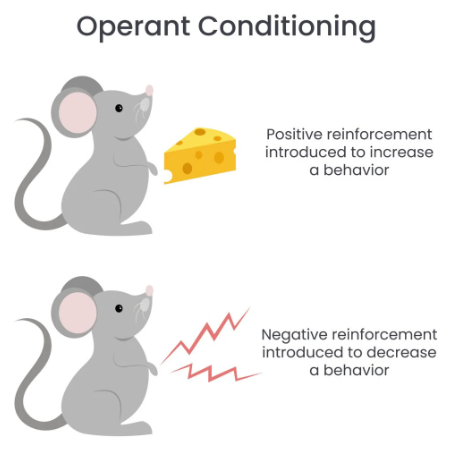 Operant Conditioning
Positive reinforcement
introduced to increase
a behavior
Negative reinforcement
introduced to decrease
a behavior